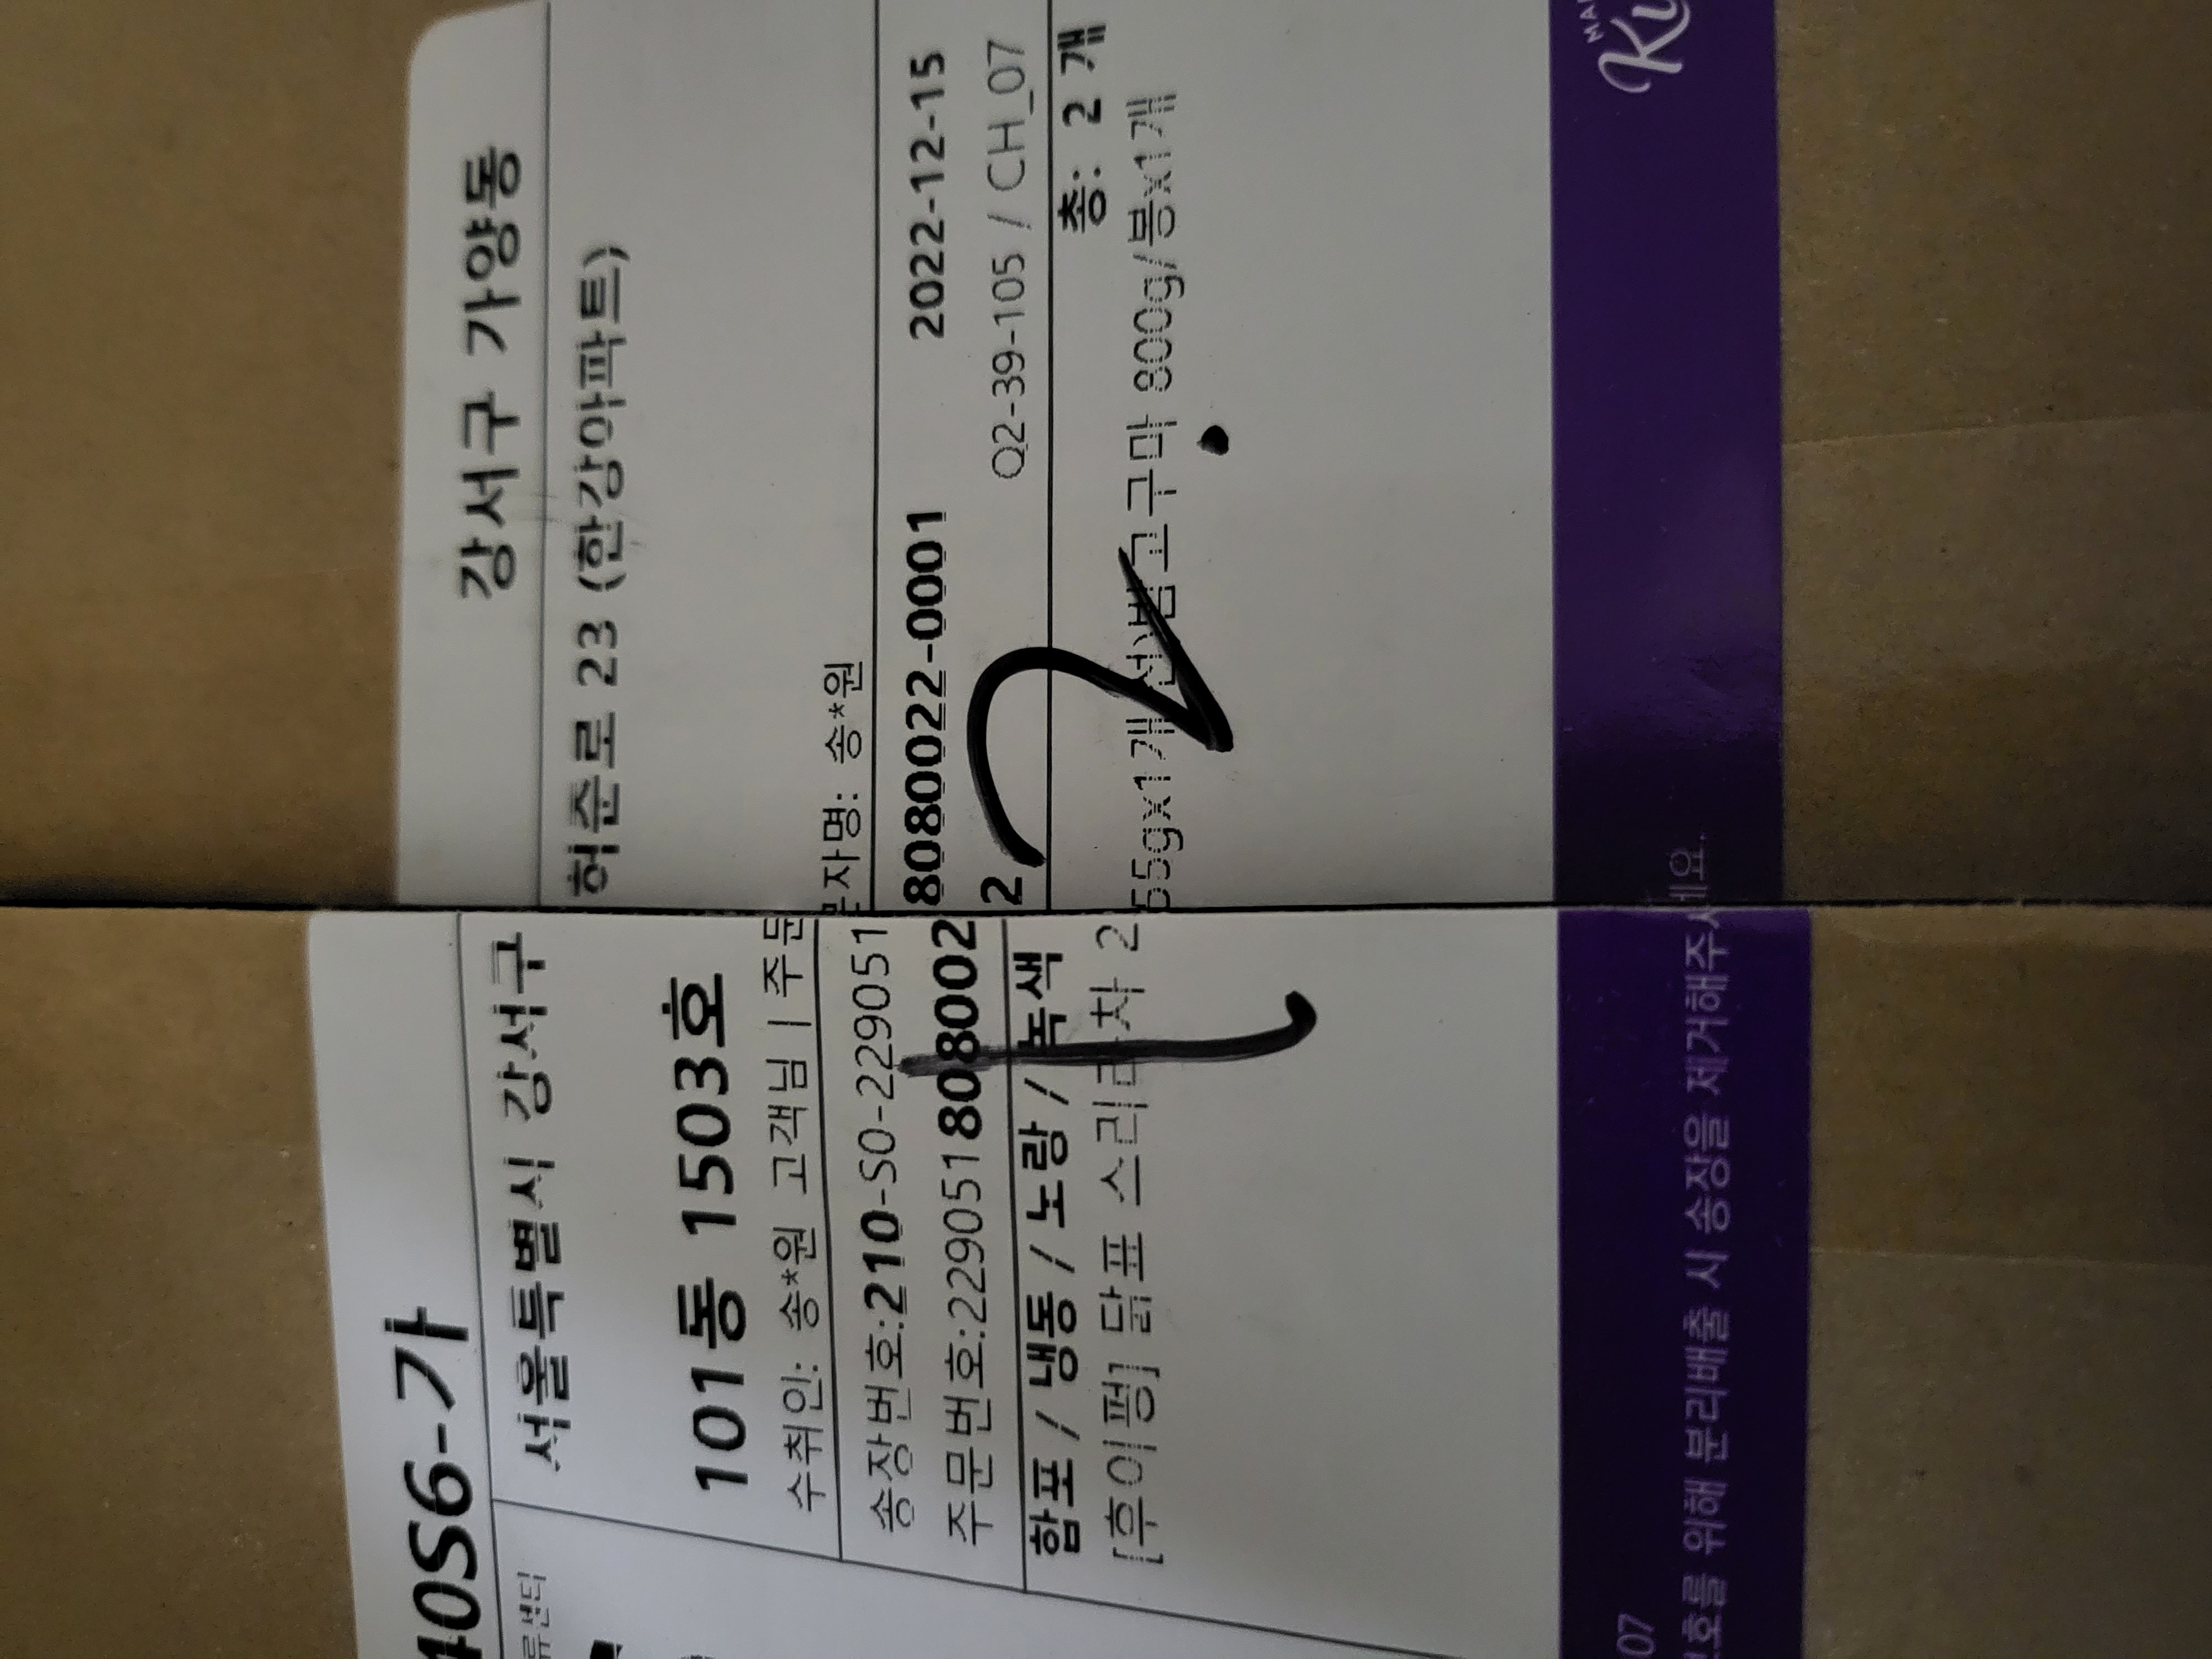 40S6-가 강서구 가양동
류센터
서울특별시 강서구 허준로 23 (한강아파트)
101동 1503호
수취인: 송*원 고객님 | 주문자명: 송*원
송장번호:210-SO-2290518080022-0001 2022-12-15
주문번호:2290518080022 Q2-39-105 / CH_07
합포 / 냉동 / 노랑 / 녹색 총: 2 개
[후이펑] 닭표 스리라차 255gx1개 밤고구마 800g/봉x1개
1 2.
07
호를 위해 분리배출 시 송장을 제거해주세요.